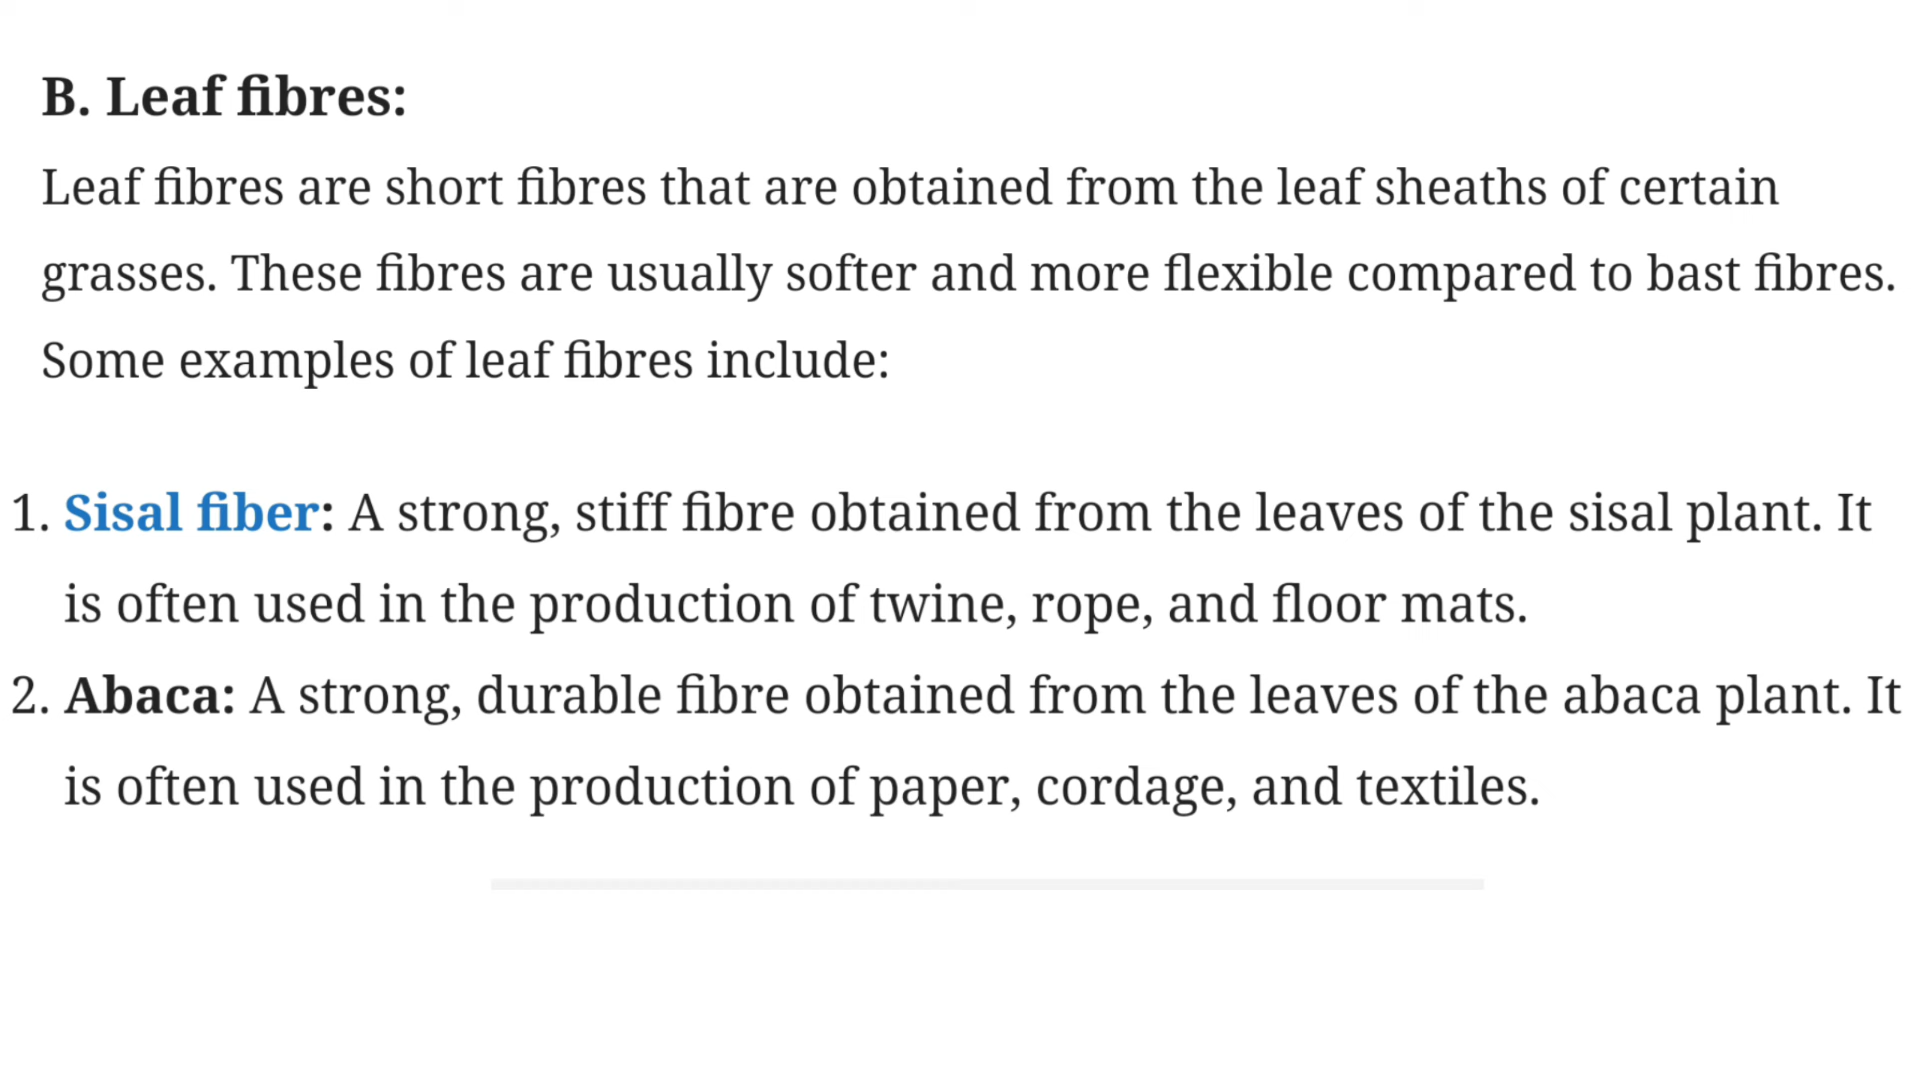 B. Leaf fibres:
Leaf fibres are short fibres that are obtained from the leaf sheaths of certain
grasses. These fibres are usually softer and more flexible compared to bast fibres.
Some examples of leaf fibres include:
1. Sisal fiber: A strong, stiff fibre obtained from the leaves of the sisal plant. It
is often used in the production of twine, rope, and floor mats.
2. Abaca: A strong, durable fibre obtained from the leaves of the abaca plant. It
is often used in the production of paper, cordage, and textiles.